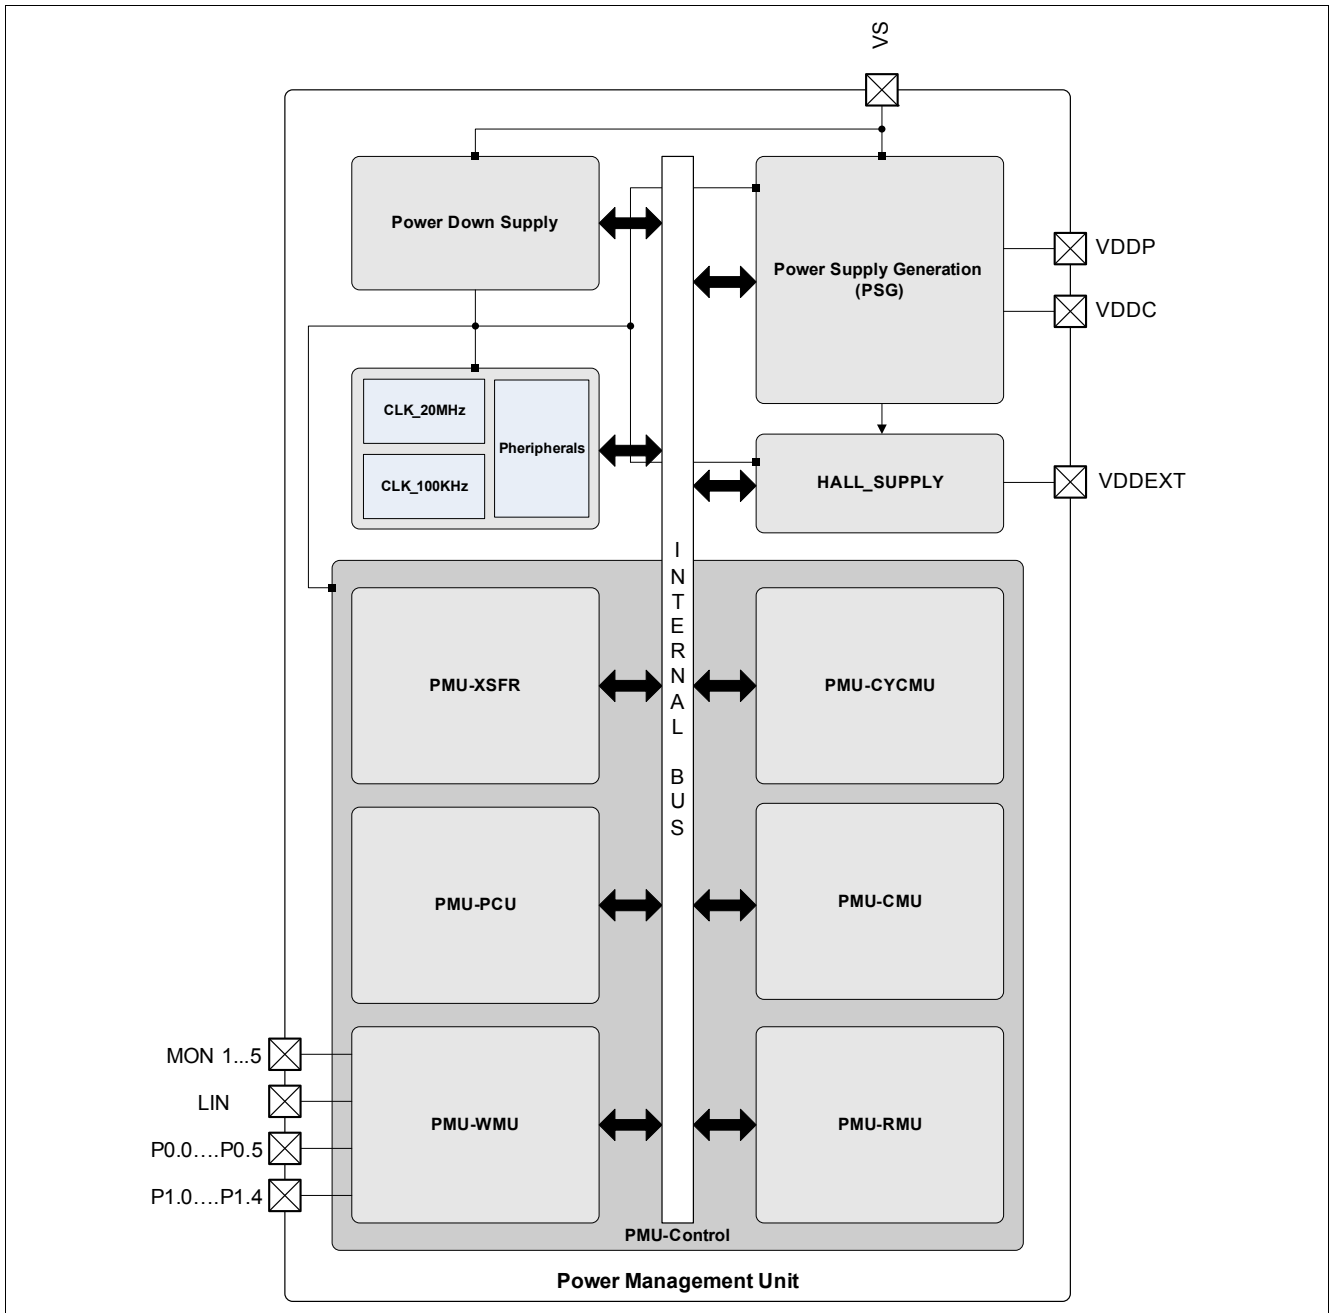 VS
Power Down Supply
Power Supply Generation
(PSG)
VDDP
VDDC
CLK_20MHz
CLK_100KHz
Pheripherals
HALL_SUPPLY
VDDEXT
INTERNAL BUS
PMU-XSFR
PMU-CYCMU
PMU-PCU
PMU-CMU
MON 1...5
LIN
P0.0....P0.5
P1.0....P1.4
PMU-WMU
PMU-RMU
PMU-Control
Power Management Unit